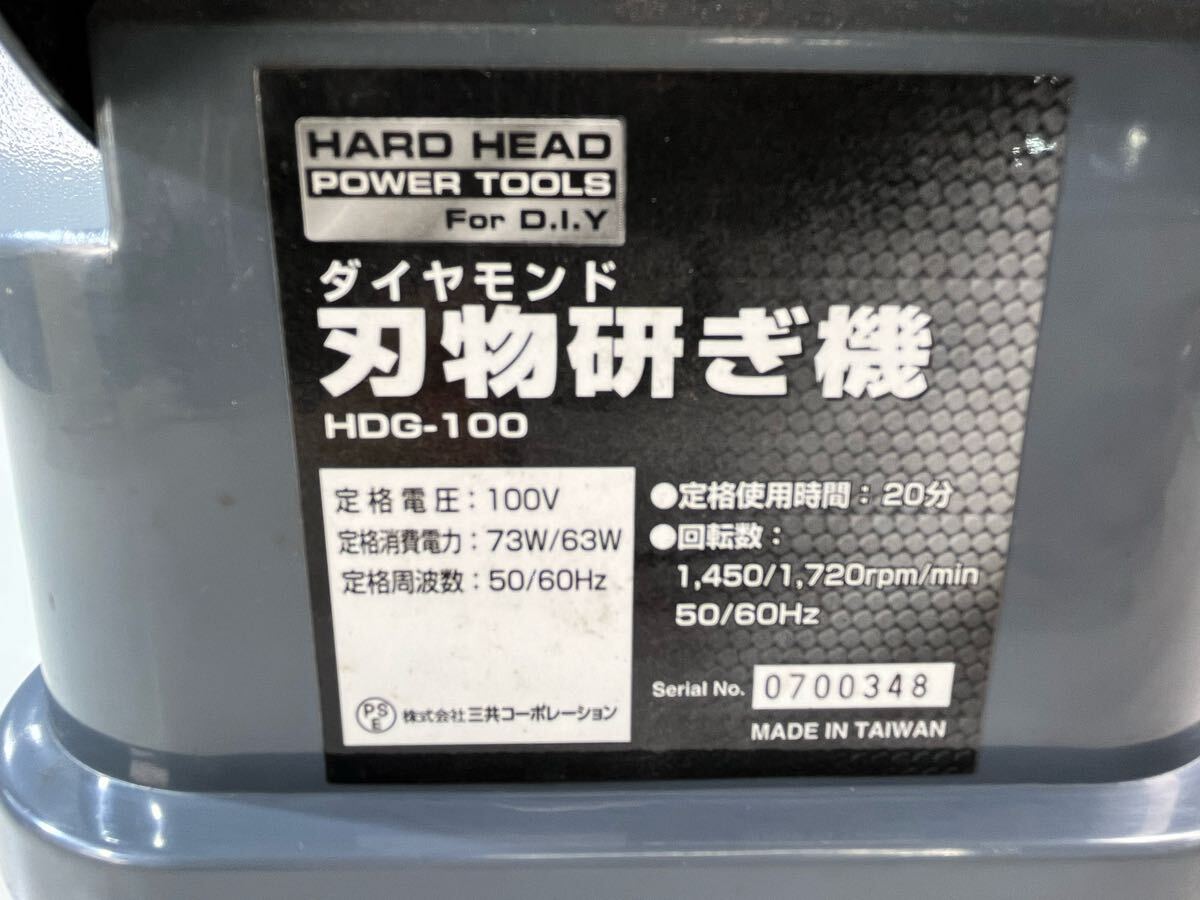 HARD HEAD
POWER TOOLS
For D.I.Y
ダイヤモンド
刃物研ぎ機
HDG-100
定格電圧：100V
定格消費電力：73W/63W
定格周波数：50/60Hz
PSE 株式会社三共コーポレーション
●定格使用時間：20分
●回転数：
1,450/1,720rpm/min
50/60Hz
Serial No. 0700348
MADE IN TAIWAN